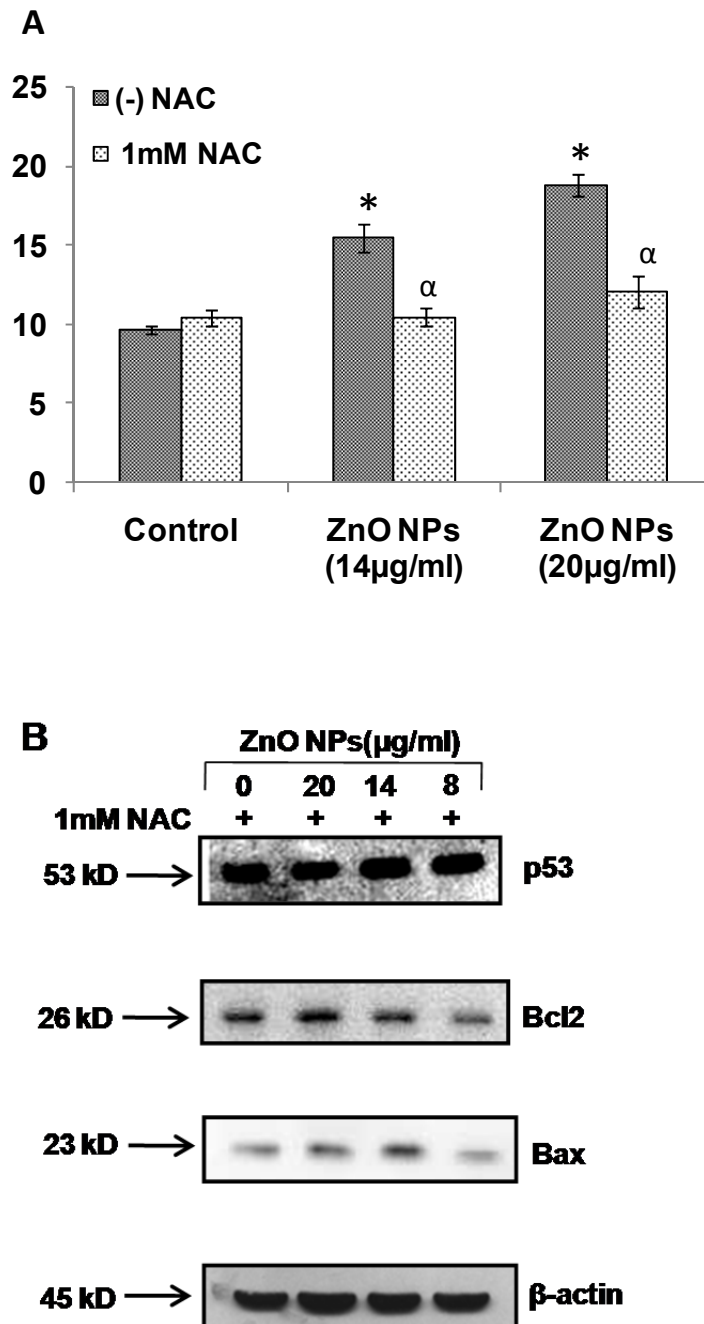 A
25
20
15
10
5
0
(-) NAC
1mM NAC
*
α
*
α
Control
ZnO NPs
(14µg/ml)
ZnO NPs
(20µg/ml)
B
ZnO NPs(µg/ml)
0 20 14 8
1mM NAC + + + +
53 kD p53
26 kD Bcl2
23 kD Bax
45 kD β-actin